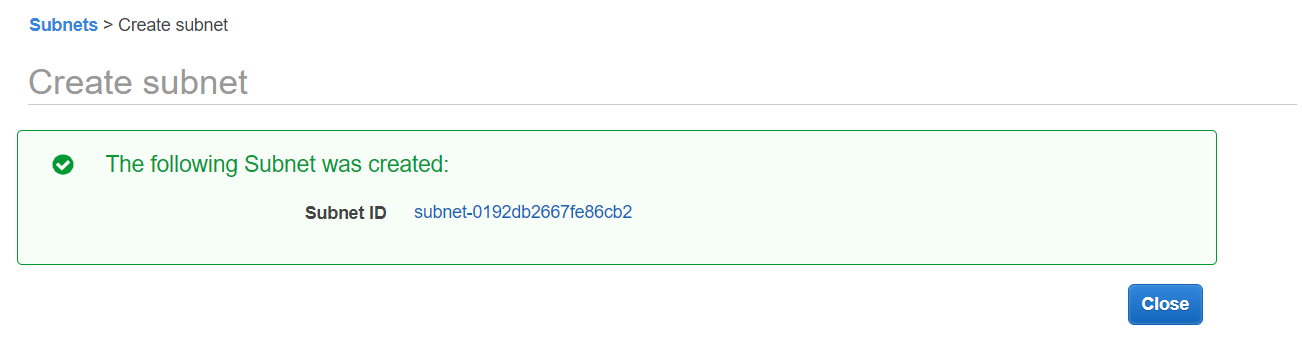 Subnets > Create subnet
Create subnet
The following Subnet was created:
Subnet ID subnet-0192db2667fe86cb2
Close